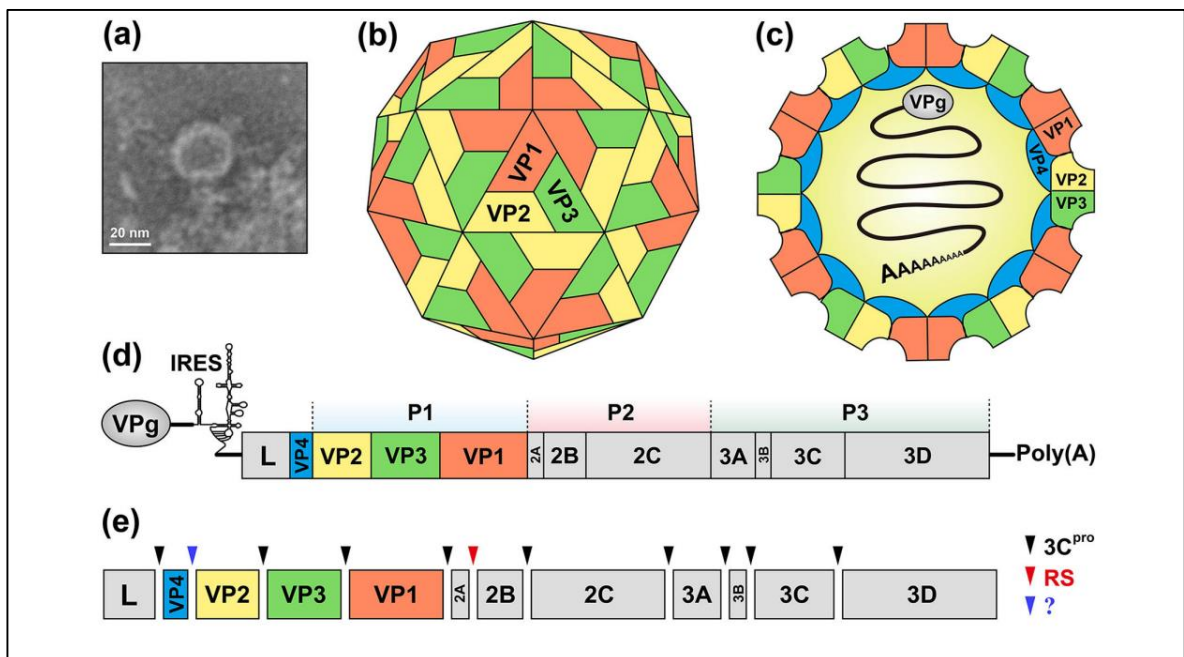 (a)
20 nm
(b)
VP1
VP2
VP3
(c)
VPg
AAAAAAAAA
VP1
VP4
VP2
VP3
(d)
IRES
VPg
P1 P2 P3
L VP4 VP2 VP3 VP1 2A 2B 2C 3A 3B 3C 3D
Poly(A)
(e)
L VP4 VP2 VP3 VP1 2A 2B 2C 3A 3B 3C 3D
3Cpro
RS
?